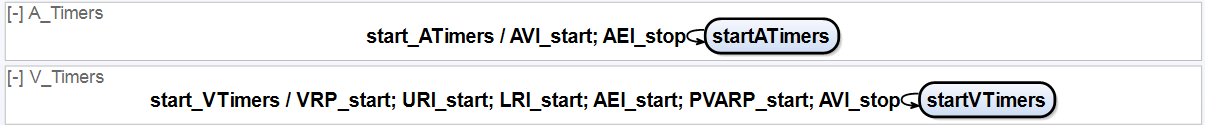 [-] A_Timers
start_ATimers / AVI_start; AEI_stop startATimers
[-] V_Timers
start_VTimers / VRP_start; URI_start; LRI_start; AEI_start; PVARP_start; AVI_stop startVTimers